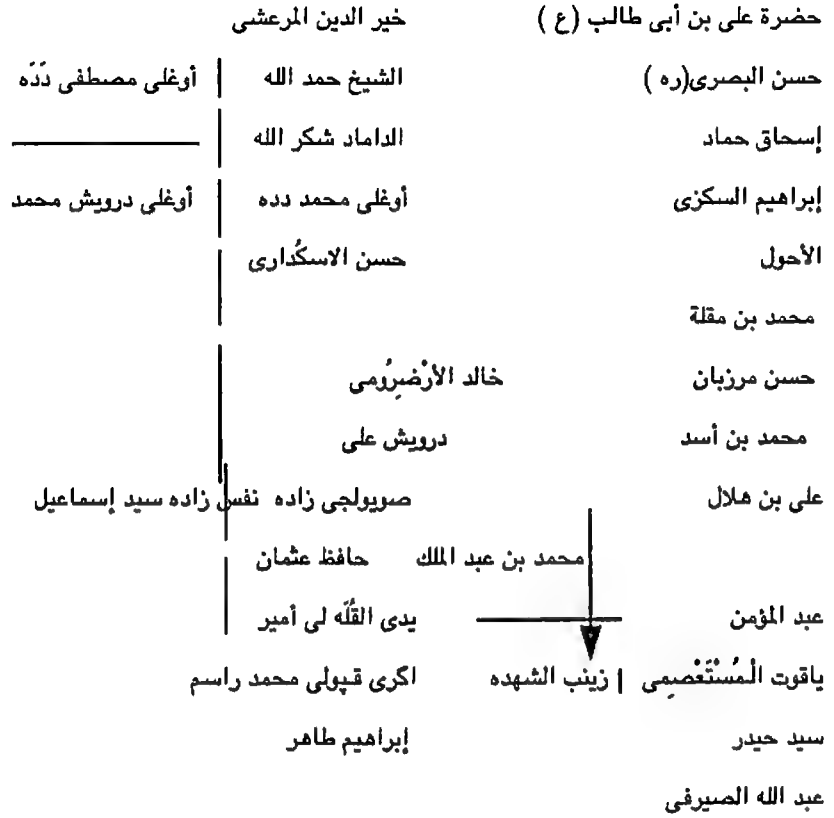 حضرة على بن أبى طالب (ع) خير الدين المرعشى
حسن البصرى (ره) الشيخ حمد الله أوغلى مصطفى دَدَه
إسحاق حماد الداماد شكر الله
إبراهيم السكزى أوغلى محمد دده أوغلى درويش محمد
الأحول حسن الاسكُدارى
محمد بن مقلة
حسن مرزبان خالد الأرْضِرُومى
محمد بن أسد درويش على
على بن هلال صويولجى زاده نفس زاده سيد إسماعيل
محمد بن عبد الملك حافظ عثمان
عبد المؤمن يدى القُلَّه لى أمير
ياقوت الْمُسْتَعْصِمِى زينب الشهده اكرى قپولى محمد راسم
سيد حيدر إبراهيم طاهر
عبد الله الصيرفى